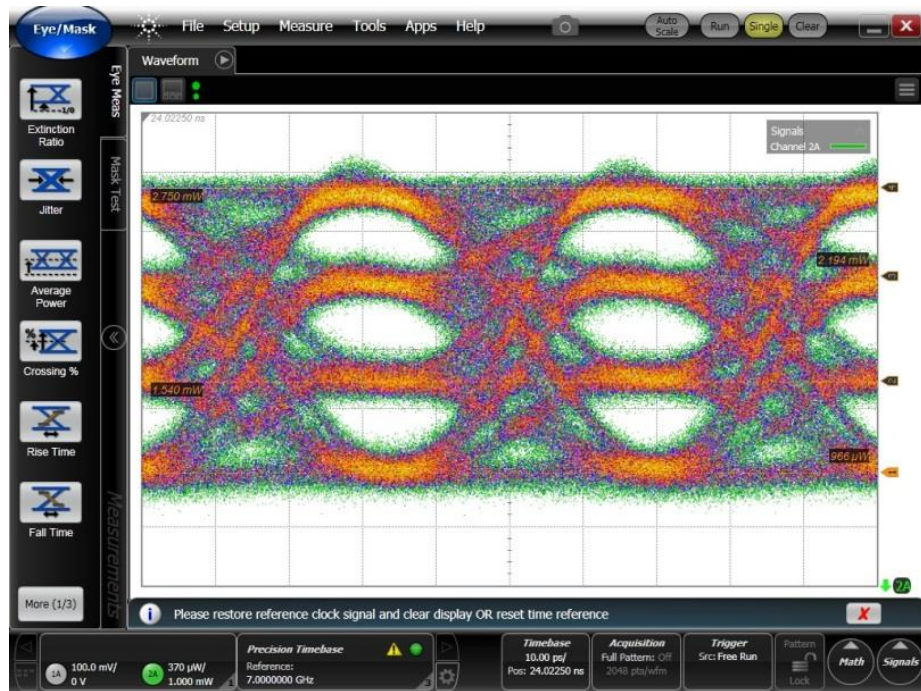 Eye/Mask
File Setup Measure Tools Apps Help
Auto Scale
Run
Single
Clear
Waveform
Eye Meas
Mask Test
Extinction Ratio
Jitter
Average Power
Crossing %
Rise Time
Fall Time
More (1/3)
Measurements
24.02250 ns
Signals
Channel 2A
2.750 mW
2.194 mW
1.540 mW
966 µW
2A
Please restore reference clock signal and clear display OR reset time reference
1A
100.0 mV/
0 V
2A
370 µW/
1.000 mW
Precision Timebase
Reference:
7.0000000 GHz
Timebase
10.00 ps/
Pos: 24.02250 ns
Acquisition
Full Pattern: Off
2048 pts/wfm
Trigger
Src: Free Run
Pattern
Lock
Math
Signals